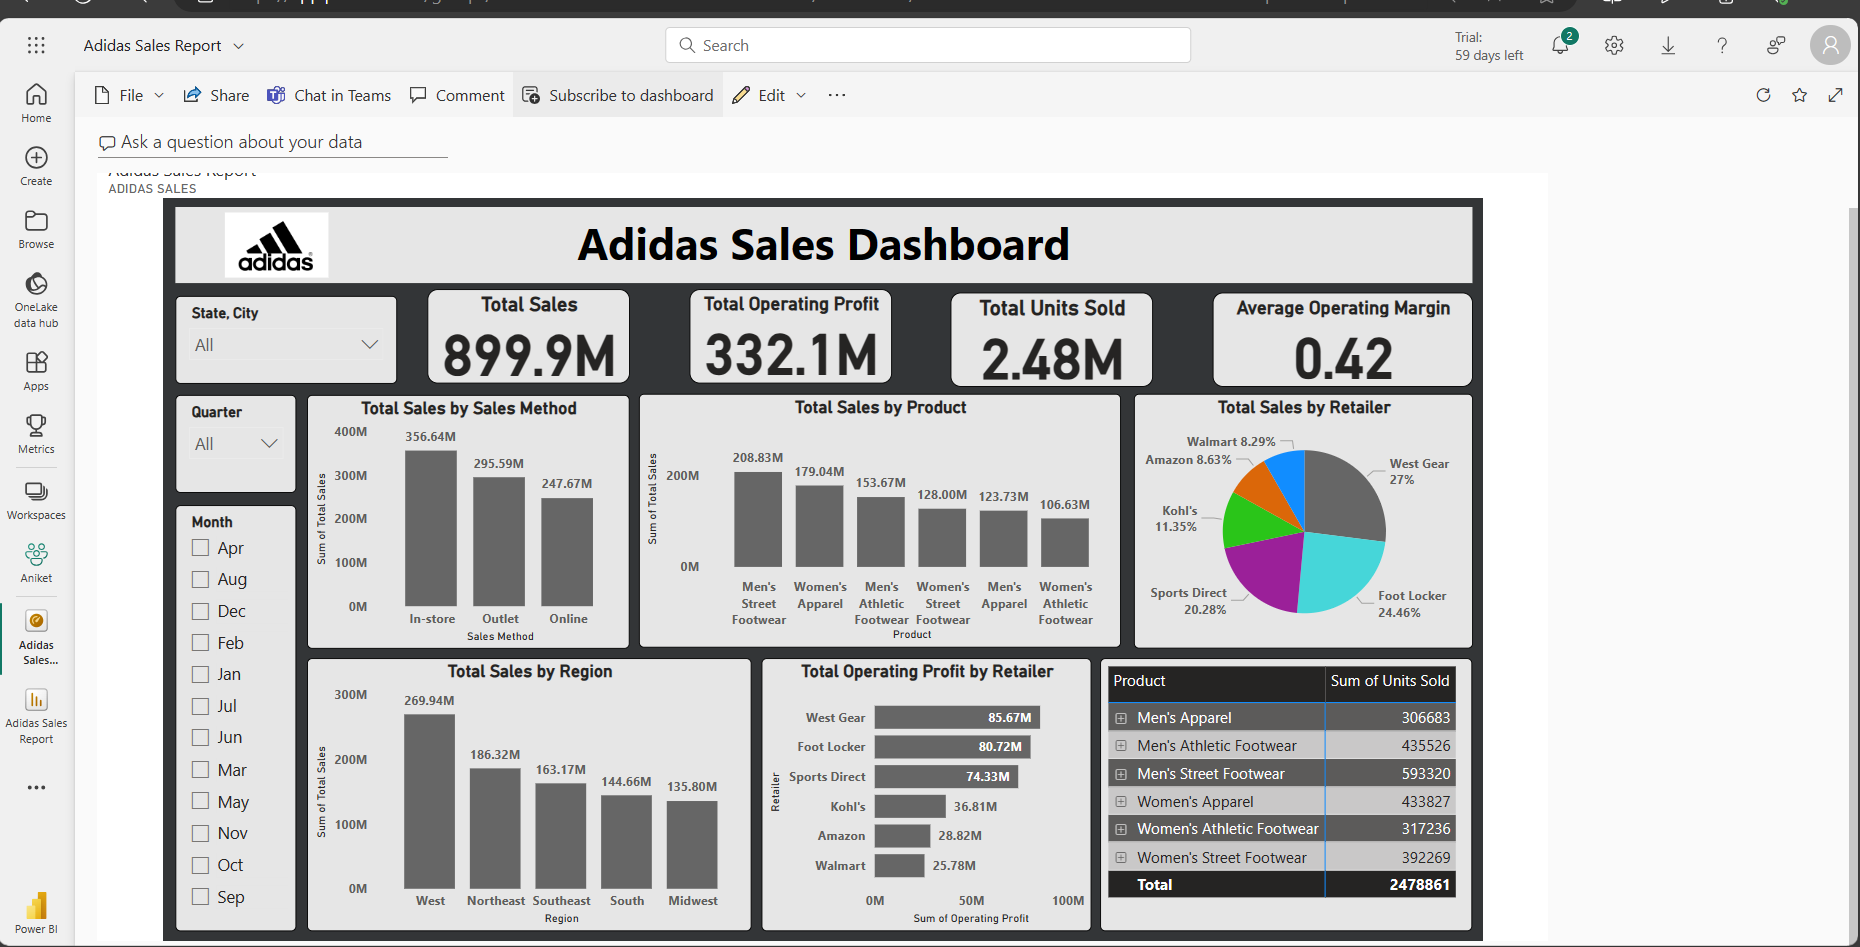 Adidas Sales Report
Search
Trial:
59 days left
2
File
Share
Chat in Teams
Comment
Subscribe to dashboard
Edit
Home
Create
Browse
OneLake
data hub
Apps
Metrics
Workspaces
Aniket
Adidas
Sales...
Adidas Sales
Report
Power BI
Ask a question about your data
Adidas Sales Report
ADIDAS SALES
adidas
Adidas Sales Dashboard
State, City
All
Total Sales
899.9M
Total Operating Profit
332.1M
Total Units Sold
2.48M
Average Operating Margin
0.42
Quarter
All
Month
Apr
Aug
Dec
Feb
Jan
Jul
Jun
Mar
May
Nov
Oct
Sep
Total Sales by Sales Method
Sum of Total Sales
400M
300M
200M
100M
0M
356.64M
295.59M
247.67M
In-store
Outlet
Online
Sales Method
Total Sales by Product
Sum of Total Sales
200M
0M
208.83M
179.04M
153.67M
128.00M
123.73M
106.63M
Men's
Street
Footwear
Women's
Apparel
Men's
Athletic
Footwear
Women's
Street
Footwear
Men's
Apparel
Women's
Athletic
Footwear
Product
Total Sales by Retailer
Walmart 8.29%
Amazon 8.63%
Kohl's
11.35%
Sports Direct
20.28%
West Gear
27%
Foot Locker
24.46%
Total Sales by Region
Sum of Total Sales
300M
200M
100M
0M
269.94M
186.32M
163.17M
144.66M
135.80M
West
Northeast
Southeast
South
Midwest
Region
Total Operating Profit by Retailer
Retailer
West Gear 85.67M
Foot Locker 80.72M
Sports Direct 74.33M
Kohl's 36.81M
Amazon 28.82M
Walmart 25.78M
0M 50M 100M
Sum of Operating Profit
Product Sum of Units Sold
Men's Apparel 306683
Men's Athletic Footwear 435526
Men's Street Footwear 593320
Women's Apparel 433827
Women's Athletic Footwear 317236
Women's Street Footwear 392269
Total 2478861